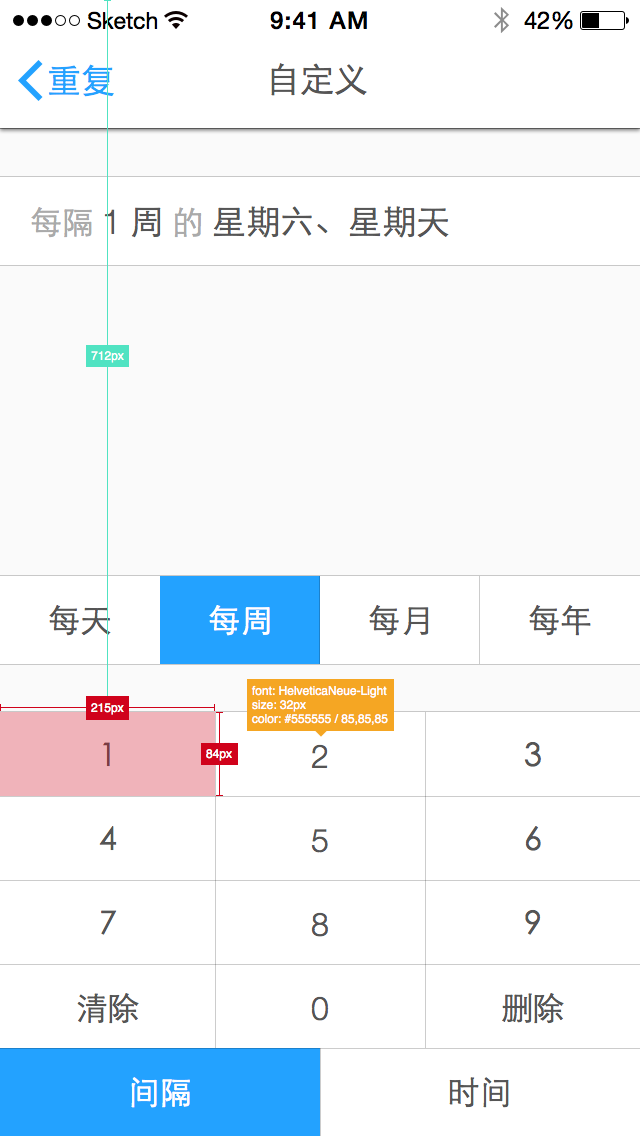 Sketch 9:41 AM 42%
重复 自定义
每隔 1 周 的 星期六、星期天
712px
每天 每周 每月 每年
font: HelveticaNeue-Light
size: 32px
color: #555555 / 85,85,85
215px
1 84px 2 3
4 5 6
7 8 9
清除 0 删除
间隔 时间